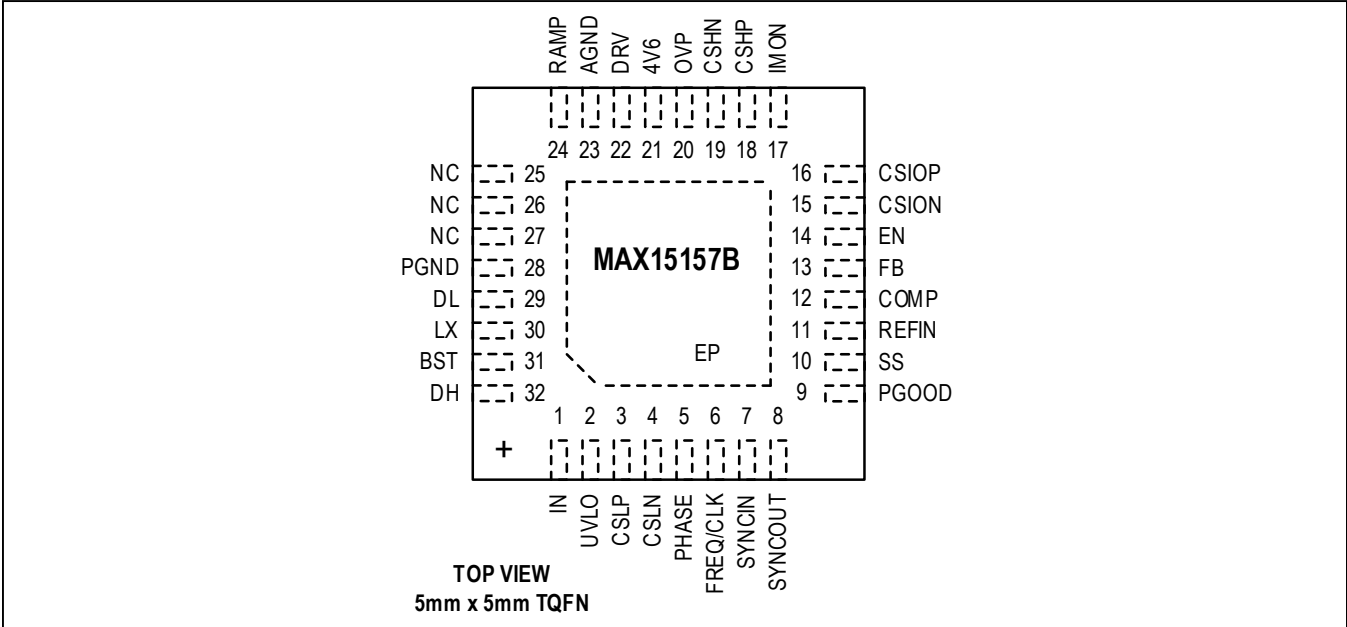 RAMP AGND DRV 4V6 OVP CSHN CSHP IMON
24 23 22 21 20 19 18 17
NC 25 16 CSIOP
NC 26 15 CSION
NC 27 14 EN
PGND 28 13 FB
MAX15157B
DL 29 12 COMP
LX 30 11 REFIN
BST 31 10 SS
EP
DH 32 9 PGOOD
1 2 3 4 5 6 7 8
+
IN UVLO CSLP CSLN PHASE FREQ/CLK SYNCIN SYNCOUT
TOP VIEW
5mm x 5mm TQFN